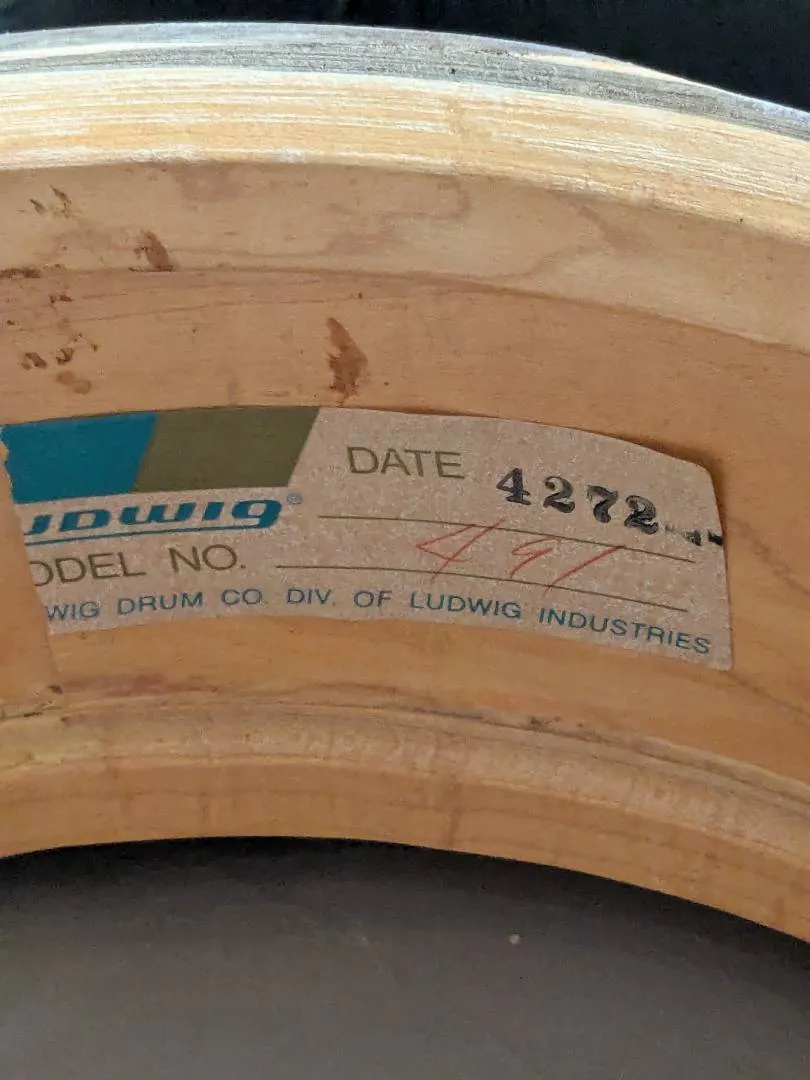 DATE 4272
UDWIG®
ODEL NO. 491
WIG DRUM CO. DIV. OF LUDWIG INDUSTRIES